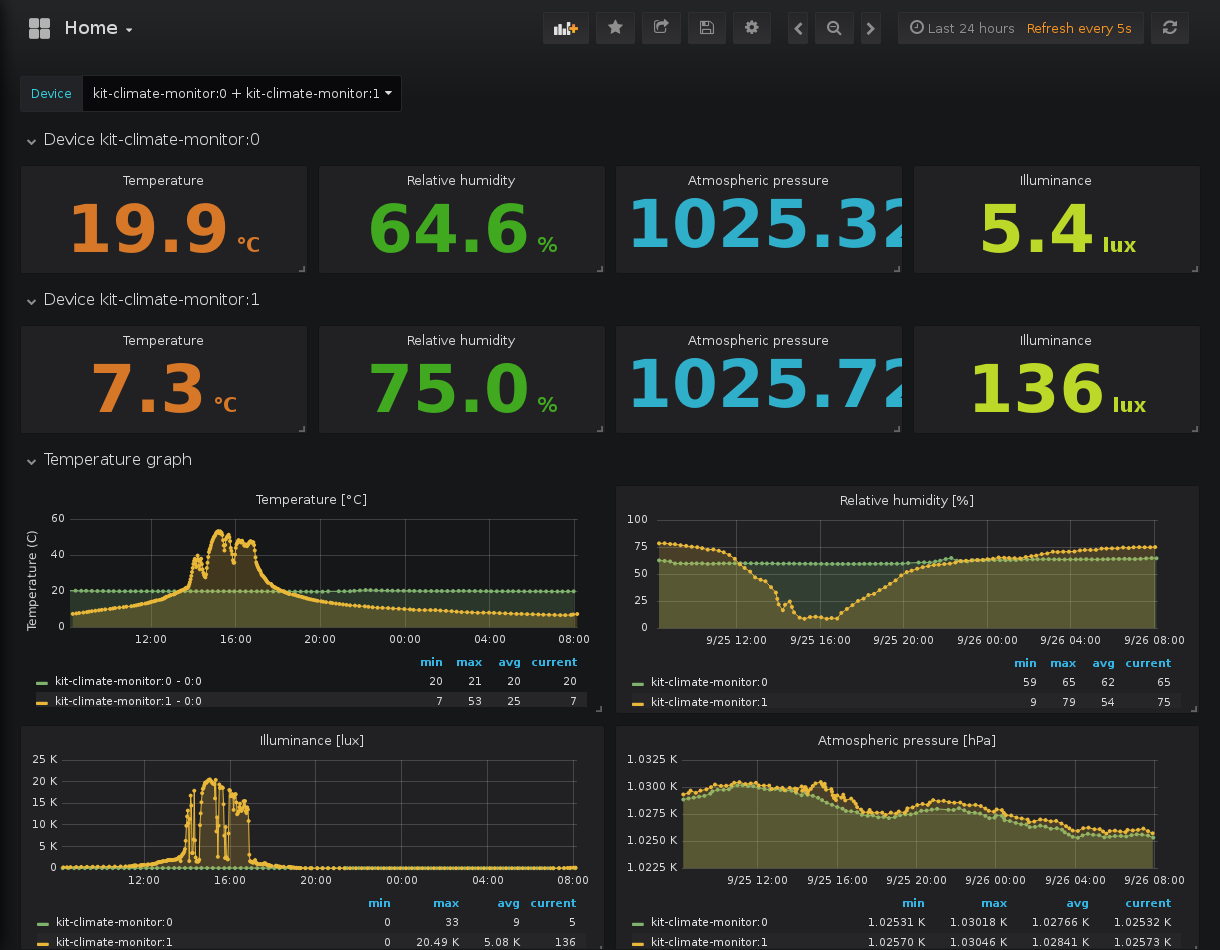 Home
Last 24 hours Refresh every 5s
Device kit-climate-monitor:0 + kit-climate-monitor:1
Device kit-climate-monitor:0
Temperature Relative humidity Atmospheric pressure Illuminance
19.9 °C 64.6 % 1025.32 5.4 lux
Device kit-climate-monitor:1
Temperature Relative humidity Atmospheric pressure Illuminance
7.3 °C 75.0 % 1025.72 136 lux
Temperature graph
Temperature [°C]
Temperature (C)
60
40
20
0
12:00 16:00 20:00 00:00 04:00 08:00
min max avg current
kit-climate-monitor:0 - 0:0 20 21 20 20
kit-climate-monitor:1 - 0:0 7 53 25 7
Relative humidity [%]
100
75
50
25
0
9/25 12:00 9/25 16:00 9/25 20:00 9/26 00:00 9/26 04:00 9/26 08:00
min max avg current
kit-climate-monitor:0 59 65 62 65
kit-climate-monitor:1 9 79 54 75
Illuminance [lux]
25 K
20 K
15 K
10 K
5 K
0
12:00 16:00 20:00 00:00 04:00 08:00
min max avg current
kit-climate-monitor:0 0 33 9 5
kit-climate-monitor:1 0 20.49 K 5.08 K 136
Atmospheric pressure [hPa]
1.0325 K
1.0300 K
1.0275 K
1.0250 K
1.0225 K
9/25 12:00 9/25 16:00 9/25 20:00 9/26 00:00 9/26 04:00 9/26 08:00
min max avg current
kit-climate-monitor:0 1.02531 K 1.03018 K 1.02766 K 1.02532 K
kit-climate-monitor:1 1.02570 K 1.03046 K 1.02841 K 1.02573 K